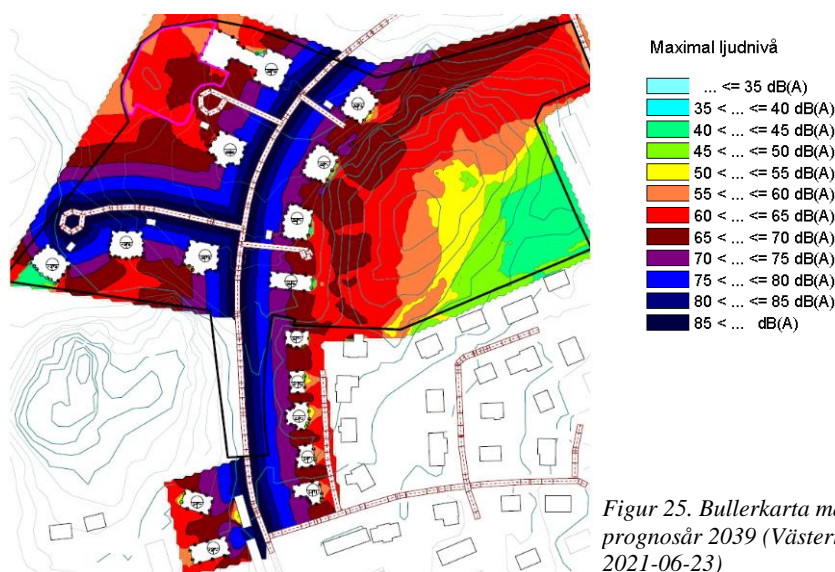 Maximal ljudnivå
... <= 35 dB(A)
35 < ... <= 40 dB(A)
40 < ... <= 45 dB(A)
45 < ... <= 50 dB(A)
50 < ... <= 55 dB(A)
55 < ... <= 60 dB(A)
60 < ... <= 65 dB(A)
65 < ... <= 70 dB(A)
70 < ... <= 75 dB(A)
75 < ... <= 80 dB(A)
80 < ... <= 85 dB(A)
85 < ... dB(A)
Figur 25. Bullerkarta
prognosår 2039
2021-06-23)